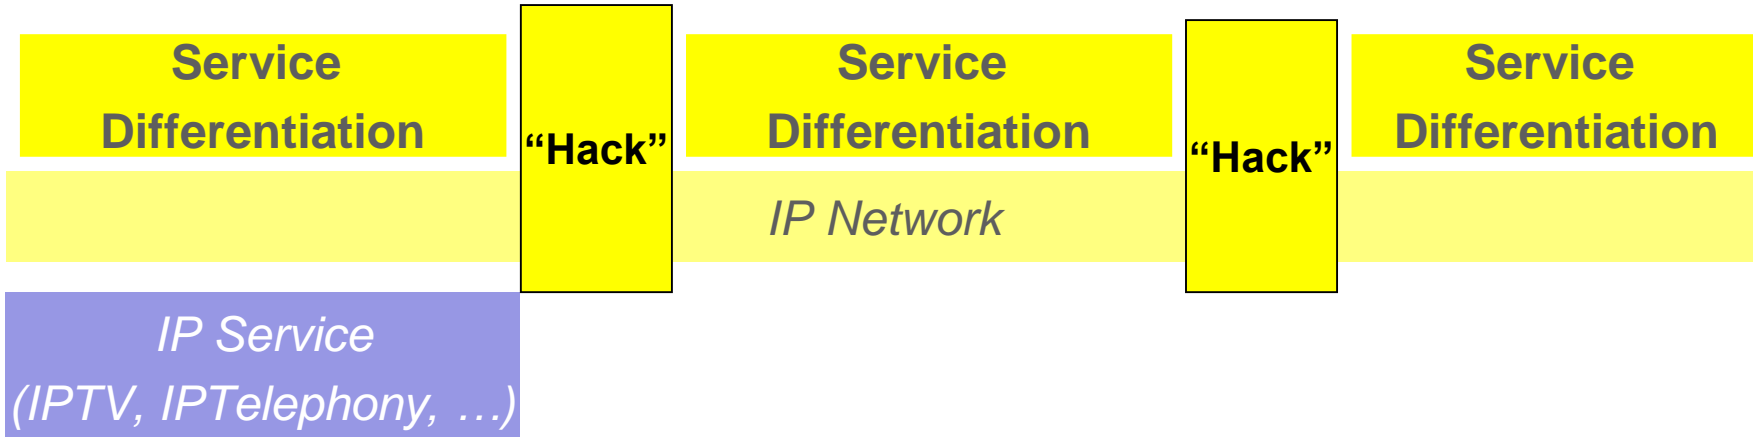 Service
Differentiation
“Hack”
Service
Differentiation
“Hack”
Service
Differentiation
IP Network
IP Service
(IPTV, IPTelephony, …)